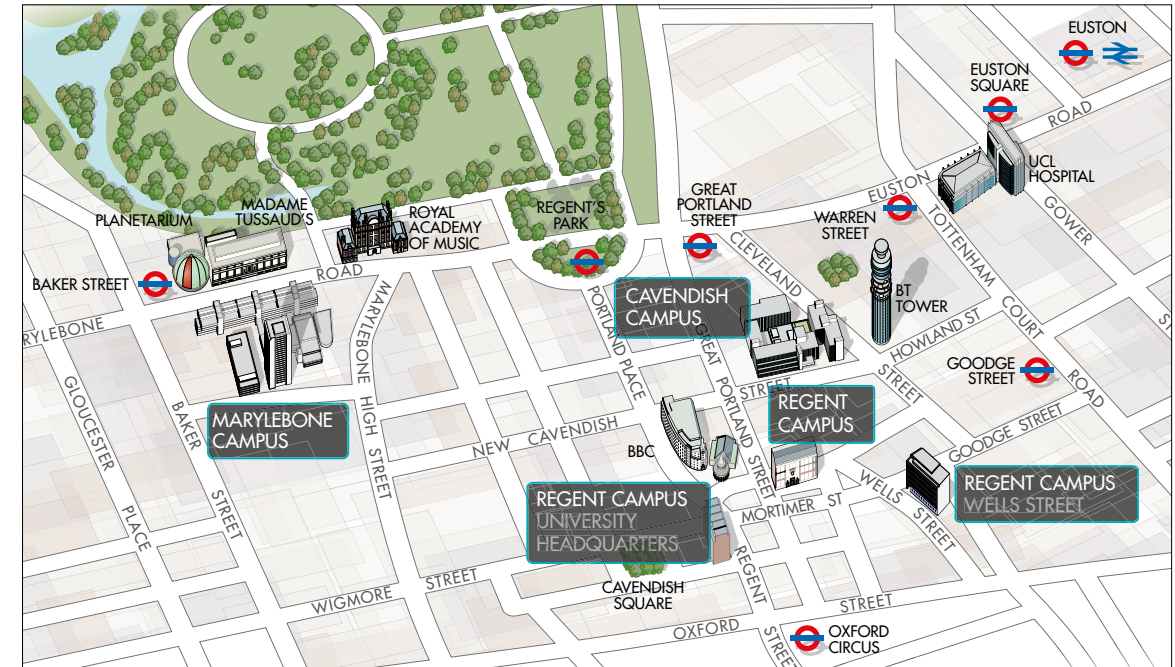 EUSTON
EUSTON
SQUARE
ROAD
UCL
HOSPITAL
EUSTON
GOWER
MADAME
TUSSAUD'S
PLANETARIUM
ROYAL
ACADEMY
OF MUSIC
REGENT'S
PARK
GREAT
PORTLAND
STREET
WARREN
STREET
TOTTENHAM
COURT
ROAD
BAKER STREET
ROAD
RYLEBONE
MARYLEBONE
HIGH
STREET
PORTLAND
PLACE
CAVENDISH
CAMPUS
CLEVELAND
STREET
GREAT
PORTLAND
STREET
BT
TOWER
HOWLAND ST
S
GOODGE
STREET
GLOUCESTER
PLACE
BAKER
STREET
MARYLEBONE
CAMPUS
NEW
CAVENDISH
STREET
BBC
REGENT
CAMPUS
GOODGE
STREET
REGENT CAMPUS
UNIVERSITY
HEADQUARTERS
MORTIMER ST
WELLS
STREET
REGENT CAMPUS
WELLS STREET
REGENT
STREET
CAVENDISH
SQUARE
WIGMORE
STREET
OXFORD
STREET
OXFORD
CIRCUS